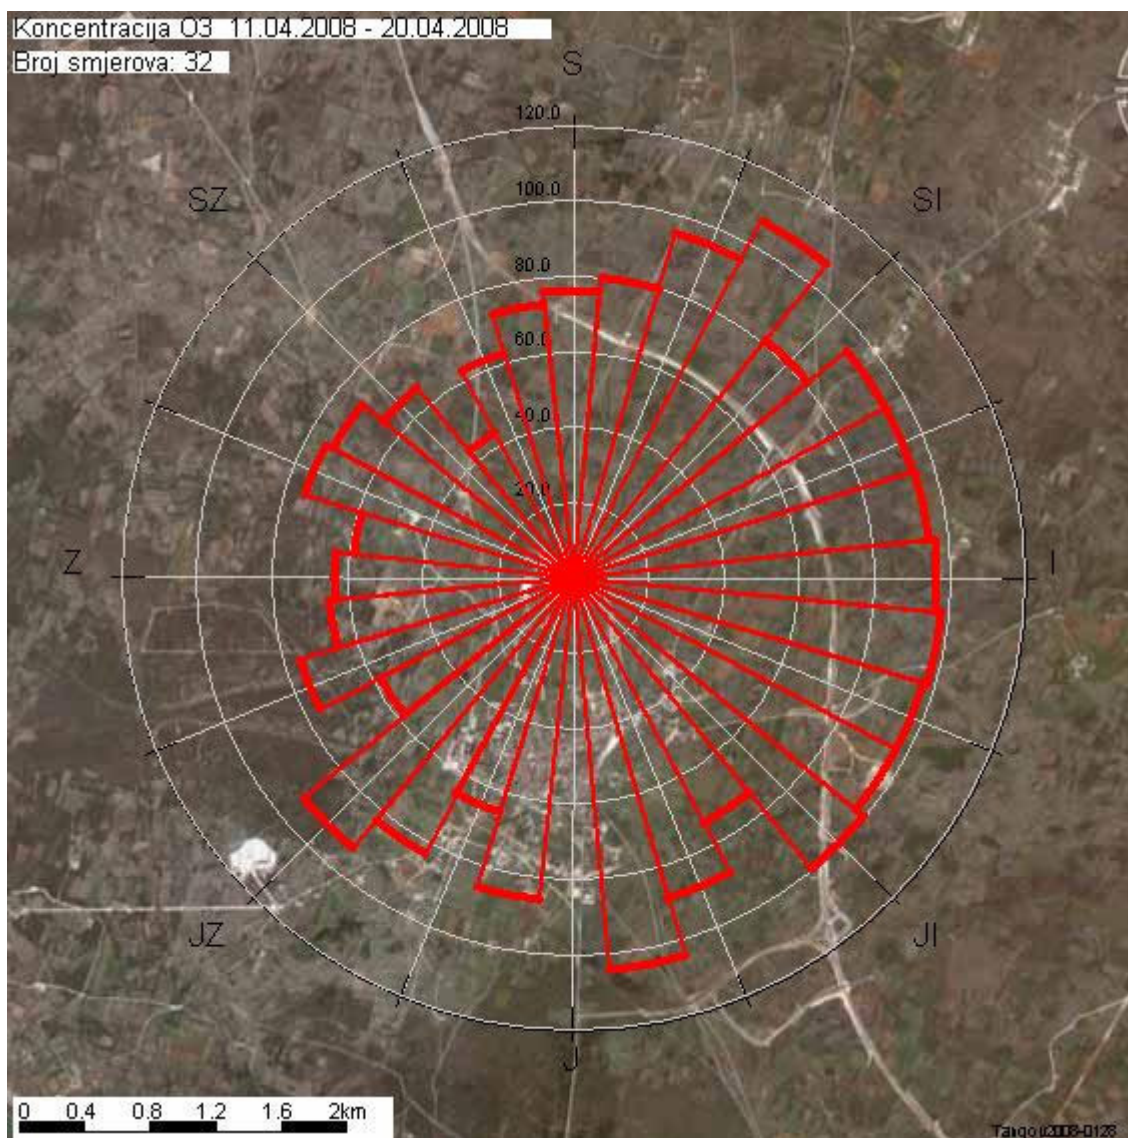 Koncentracija O3 11.04.2008 - 20.04.2008
Broj smjerova: 32
S
120.0
100.0
SZ
SI
80.0
60.0
40.0
20.0
Z
I
JZ
JI
J
0 0.4 0.8 1.2 1.6 2km